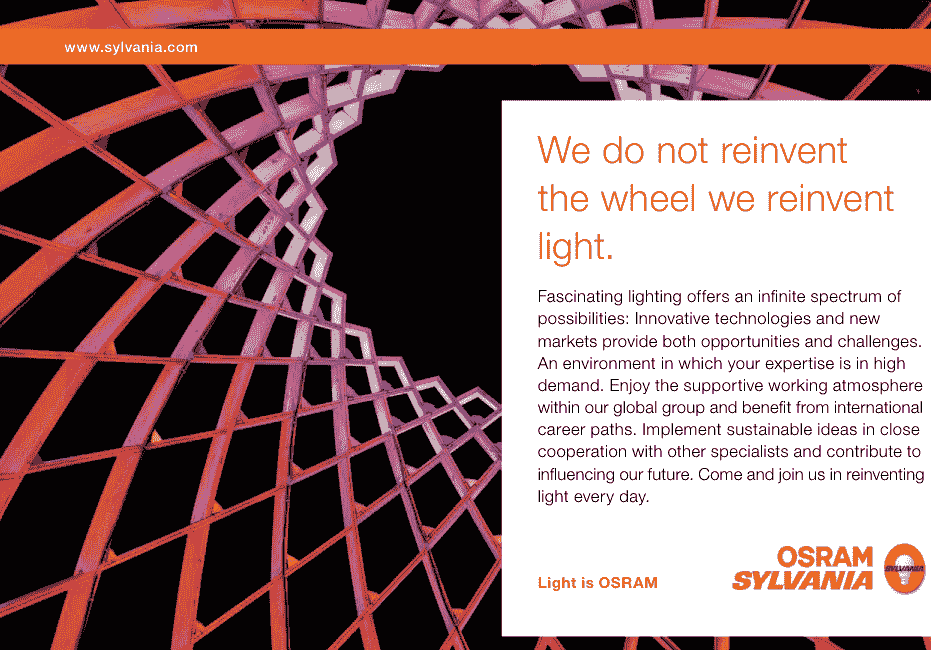 www.sylvania.com
We do not reinvent
the wheel we reinvent
light.
Fascinating lighting offers an infinite spectrum of
possibilities: Innovative technologies and new
markets provide both opportunities and challenges.
An environment in which your expertise is in high
demand. Enjoy the supportive working atmosphere
within our global group and benefit from international
career paths. Implement sustainable ideas in close
cooperation with other specialists and contribute to
influencing our future. Come and join us in reinventing
light every day.
Light is OSRAM
OSRAM
SYLVANIA
SYLVANIA